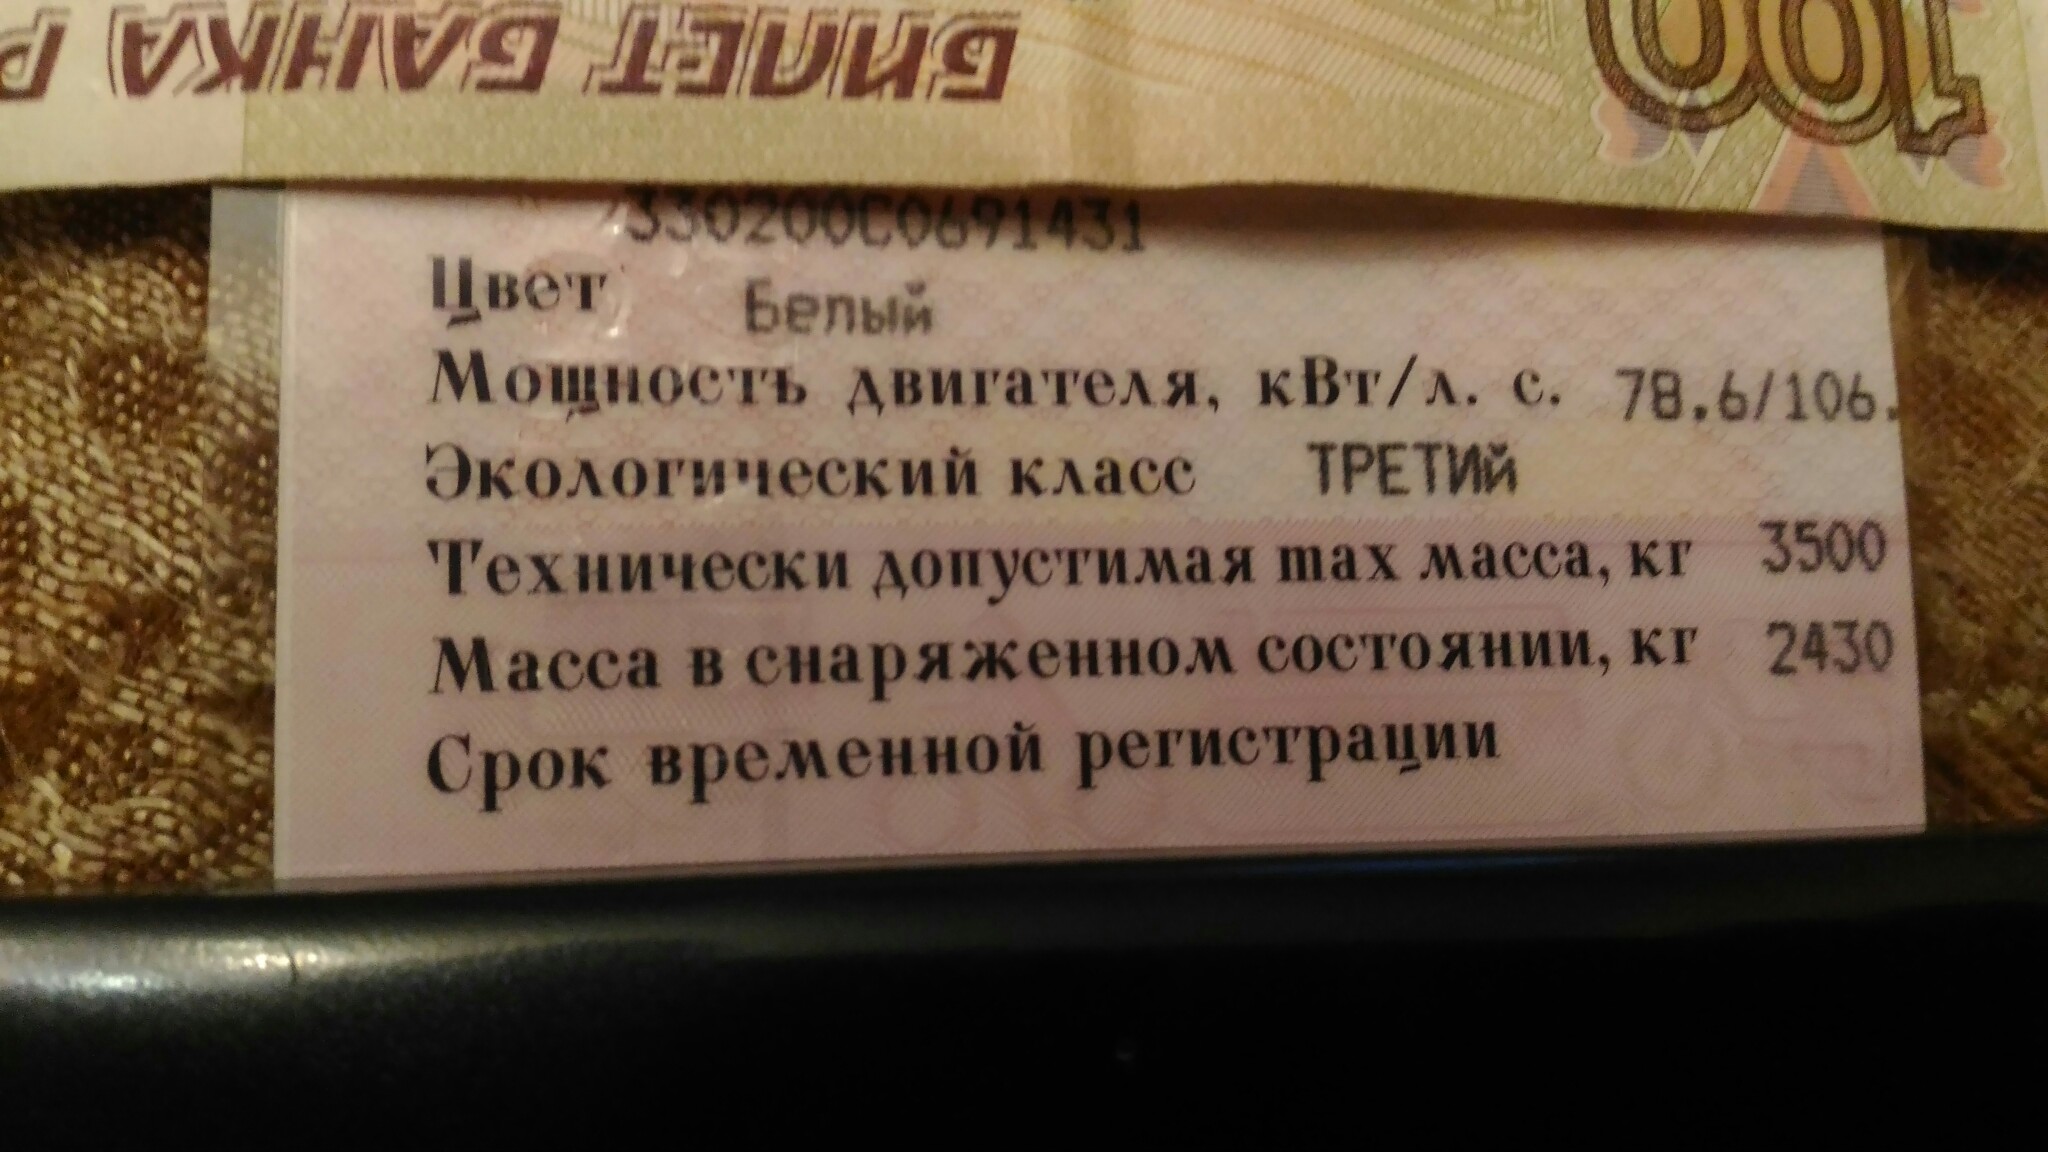 БИЛЕТ БАНКА Р
100
330200C0691431
Цвет Белый
Мощность двигателя, кВт/л. с. 78.6/106.
Экологический класс ТРЕТИЙ
Технически допустимая max масса, кг 3500
Масса в снаряженном состоянии, кг 2430
Срок временной регистрации